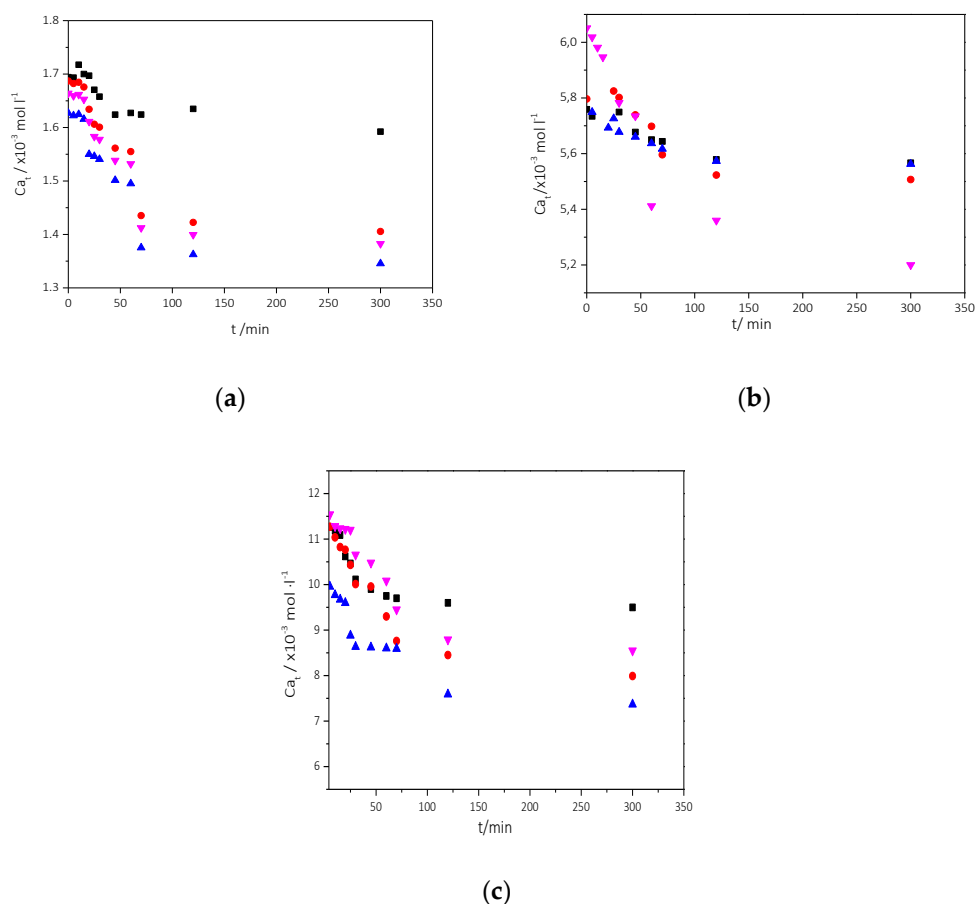 1.8
1.7
1.6
1.5
1.4
1.3
Ca_t / x10⁻³ mol l⁻¹
0 50 100 150 200 250 300 350
t /min
(a)
6,0
5,8
5,6
5,4
5,2
Ca_t/x10⁻³ mol l⁻¹
0 50 100 150 200 250 300 350
t/ min
(b)
12
11
10
9
8
7
6
Ca_t / x10⁻³ mol ·l⁻¹
50 100 150 200 250 300 350
t/min
(c)